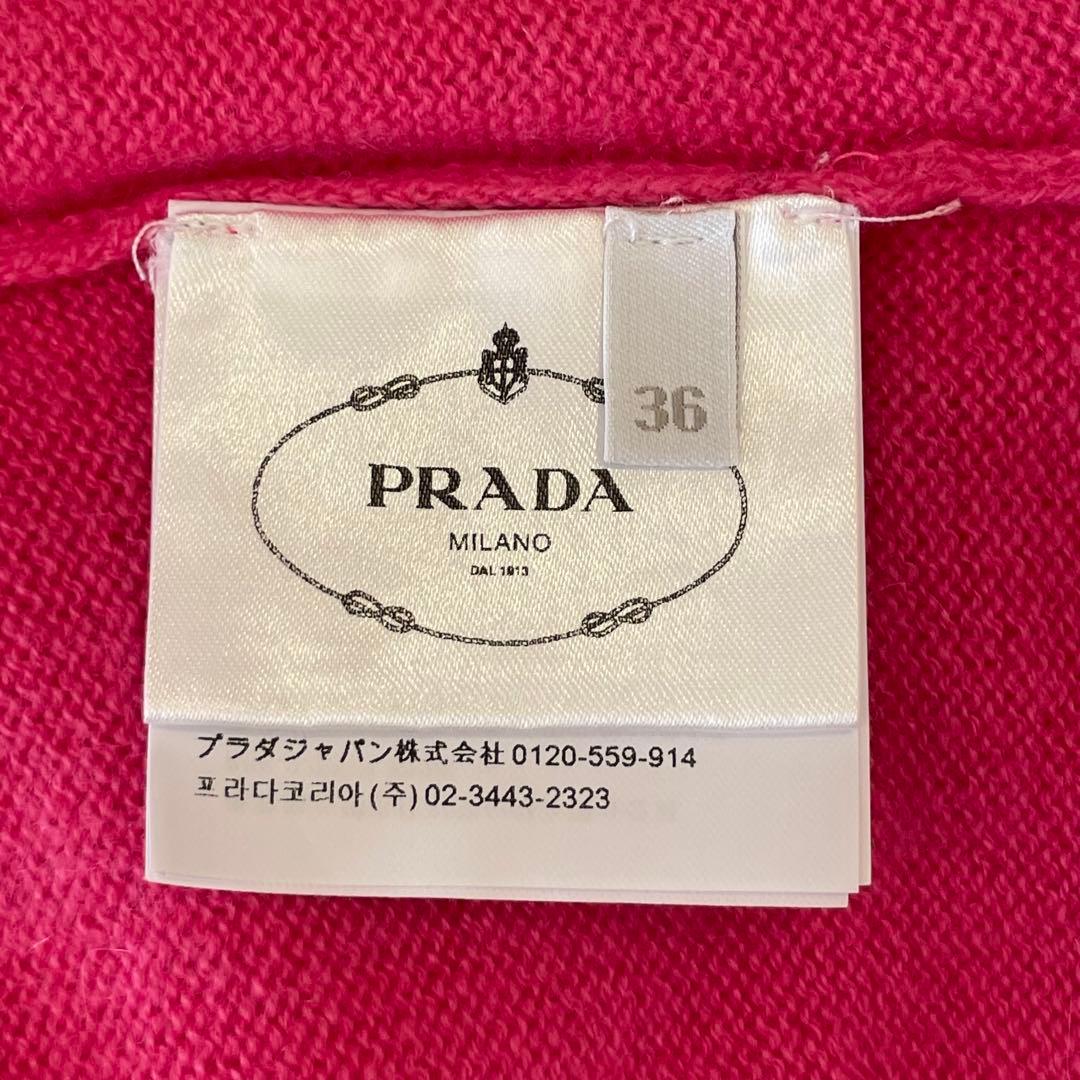 36
PRADA
MILANO
DAL 1913
プラダジャパン株式会社 0120-559-914
프라다코리아 (주) 02-3443-2323